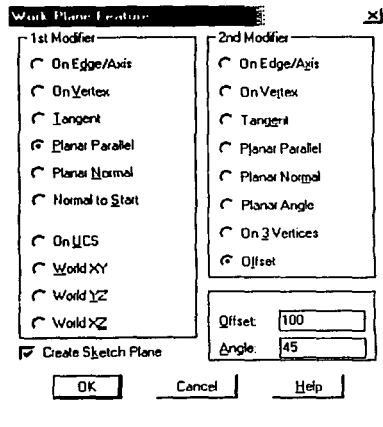 Work Plane Feature
1st Modifier
On Edge/Axis
On Vertex
Tangent
Planar Parallel
Planar Normal
Normal to Start
On UCS
World XY
World YZ
World XZ
Create Sketch Plane
2nd Modifier
On Edge/Axis
On Vertex
Tangent
Planar Parallel
Planar Normal
Planar Angle
On 3 Vertices
Offset
Offset: 100
Angle: 45
OK Cancel Help